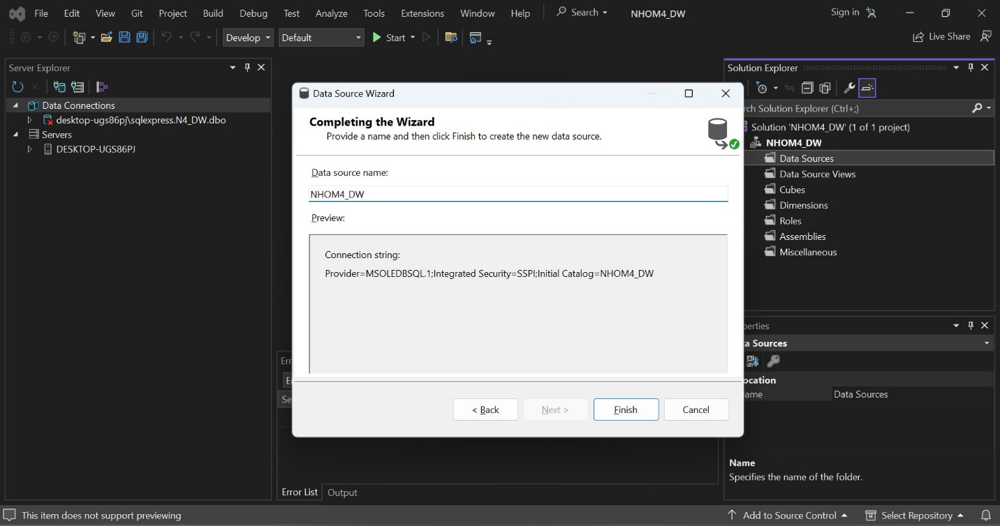 File Edit View Git Project Build Debug Test Analyze Tools Extensions Window Help Search NHOM4_DW Sign in
Develop Default Start Live Share
Server Explorer
Data Connections
desktop-ugs86pj\sqlexpress.N4_DW.dbo
Servers
DESKTOP-UGS86PJ
Data Source Wizard
Completing the Wizard
Provide a name and then click Finish to create the new data source.
Data source name:
NHOM4_DW
Preview:
Connection string:
Provider=MSOLEDBSQL.1;Integrated Security=SSPI;Initial Catalog=NHOM4_DW
< Back Next > Finish Cancel
Error List Output
Solution Explorer
rch Solution Explorer (Ctrl+;)
Solution 'NHOM4_DW' (1 of 1 project)
NHOM4_DW
Data Sources
Data Source Views
Cubes
Dimensions
Roles
Assemblies
Miscellaneous
perties
a Sources
ocation
ame Data Sources
Name
Specifies the name of the folder.
This item does not support previewing Add to Source Control Select Repository